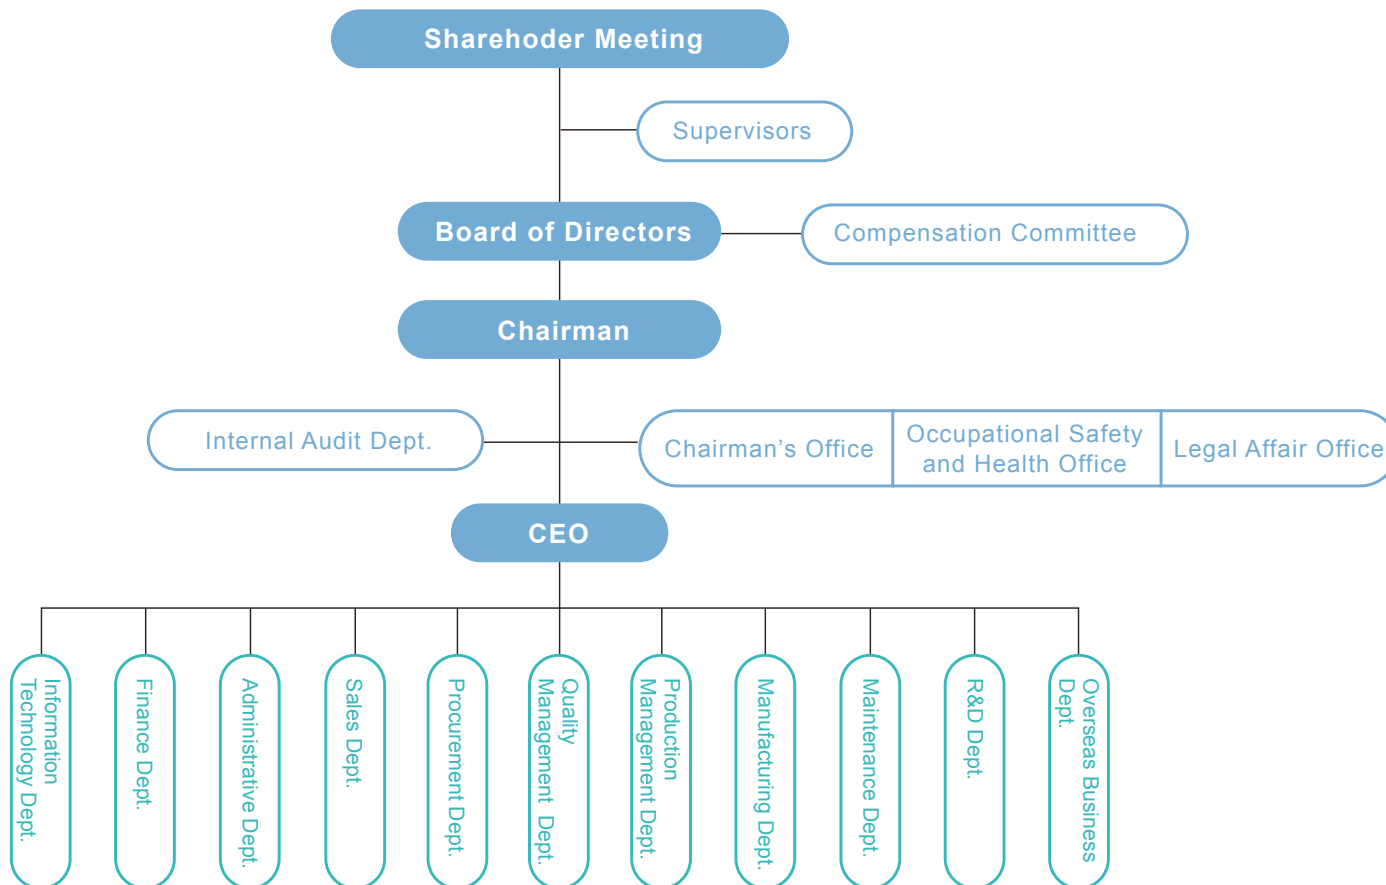 Sharehoder Meeting
Supervisors
Board of Directors
Compensation Committee
Chairman
Internal Audit Dept.
Chairman’s Office
Occupational Safety
and Health Office
Legal Affair Office
CEO
Information
Technology Dept.
Finance Dept.
Administrative Dept.
Sales Dept.
Procurement Dept.
Quality
Management Dept.
Production
Management Dept.
Manufacturing Dept.
Maintenance Dept.
R&D Dept.
Overseas Business
Dept.